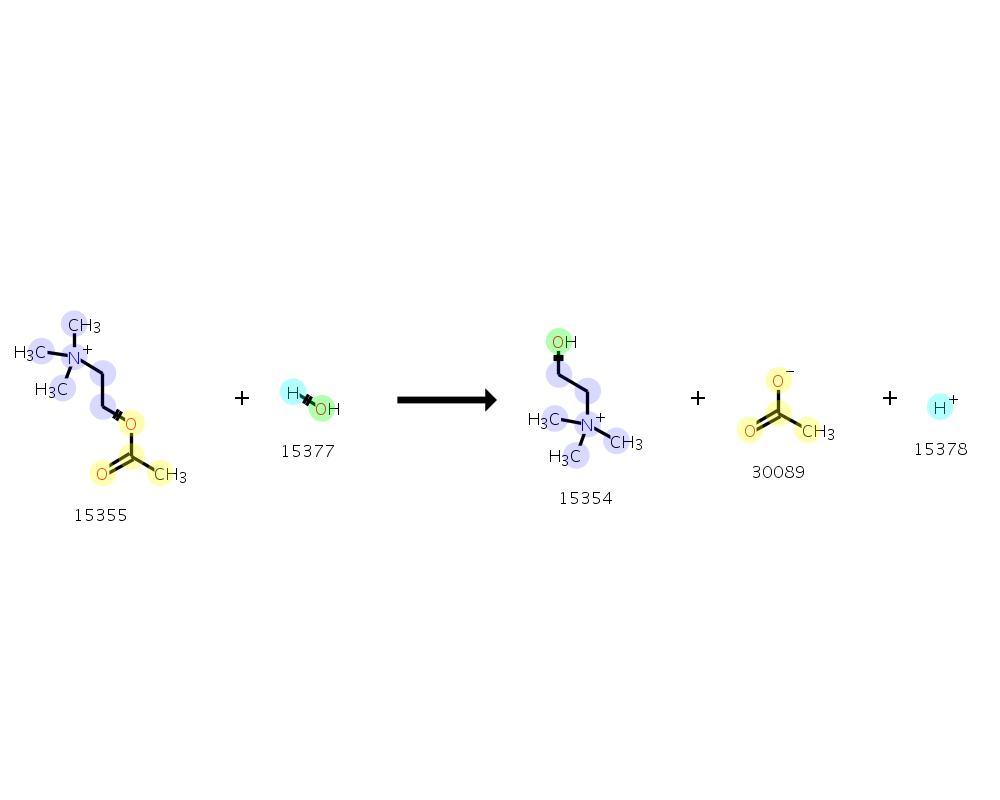 CH3
H3C
N+
H3C
O
O
CH3
15355
+
H
OH
15377
OH
H3C
N+
CH3
H3C
15354
+
O-
O
CH3
30089
+
H+
15378